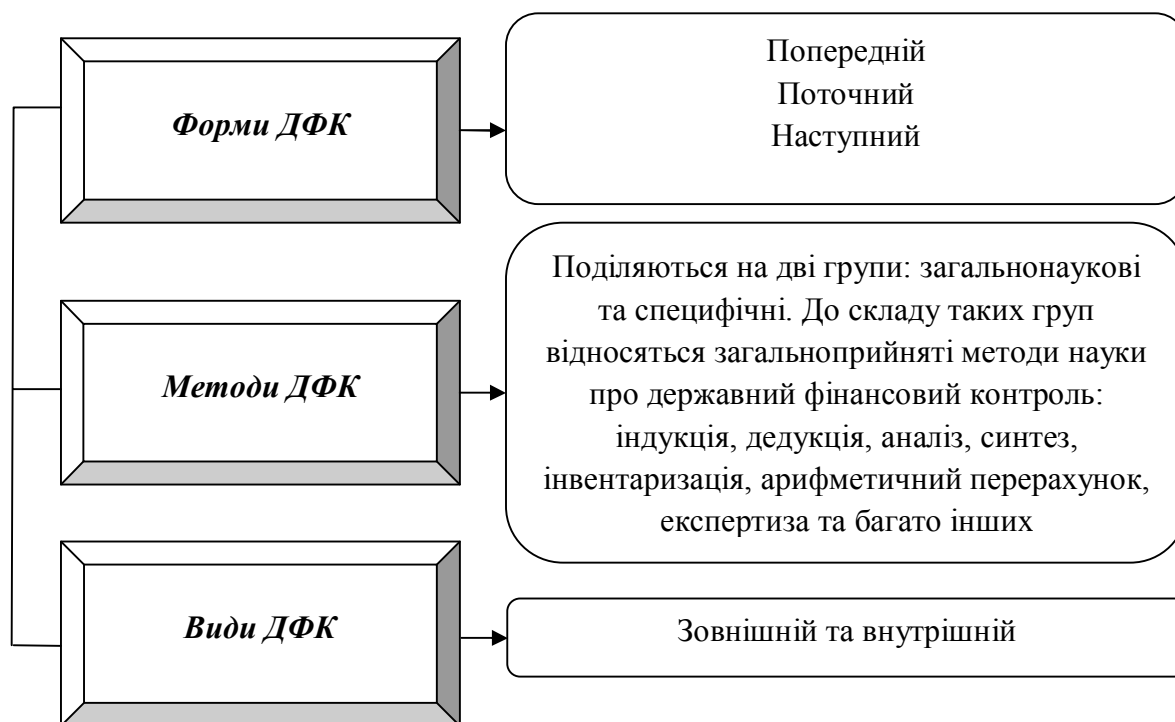 Форми ДФК
Попередній
Поточний
Наступний
Методи ДФК
Поділяються на дві групи: загальнонаукові
та специфічні. До складу таких груп
відносяться загальноприйняті методи науки
про державний фінансовий контроль:
індукція, дедукція, аналіз, синтез,
інвентаризація, арифметичний перерахунок,
експертиза та багато інших
Види ДФК
Зовнішній та внутрішній